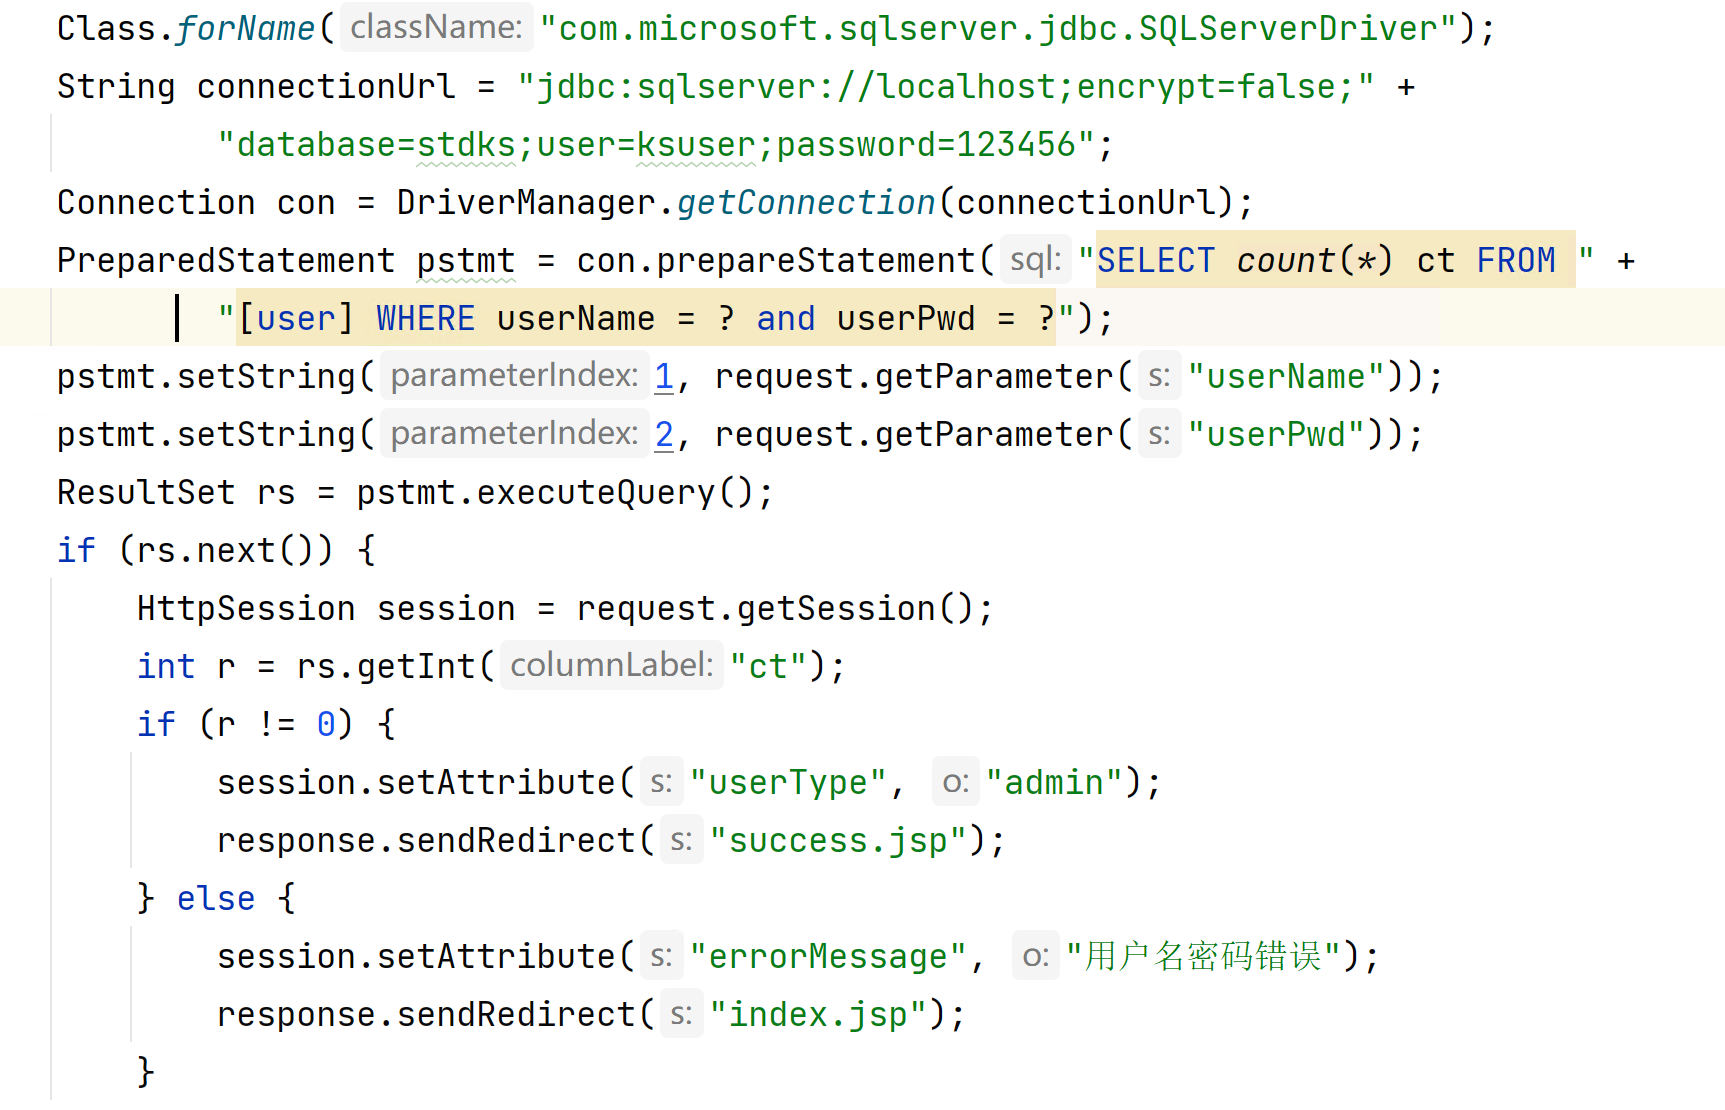 Class.forName( className: "com.microsoft.sqlserver.jdbc.SQLServerDriver");
String connectionUrl = "jdbc:sqlserver://localhost;encrypt=false;" +
"database=stdks;user=ksuser;password=123456";
Connection con = DriverManager.getConnection(connectionUrl);
PreparedStatement pstmt = con.prepareStatement( sql: "SELECT count(*) ct FROM " +
"[user] WHERE userName = ? and userPwd = ?");
pstmt.setString( parameterIndex: 1, request.getParameter( s: "userName"));
pstmt.setString( parameterIndex: 2, request.getParameter( s: "userPwd"));
ResultSet rs = pstmt.executeQuery();
if (rs.next()) {
HttpSession session = request.getSession();
int r = rs.getInt( columnLabel: "ct");
if (r != 0) {
session.setAttribute( s: "userType", o: "admin");
response.sendRedirect( s: "success.jsp");
} else {
session.setAttribute( s: "errorMessage", o: "用户名密码错误");
response.sendRedirect( s: "index.jsp");
}